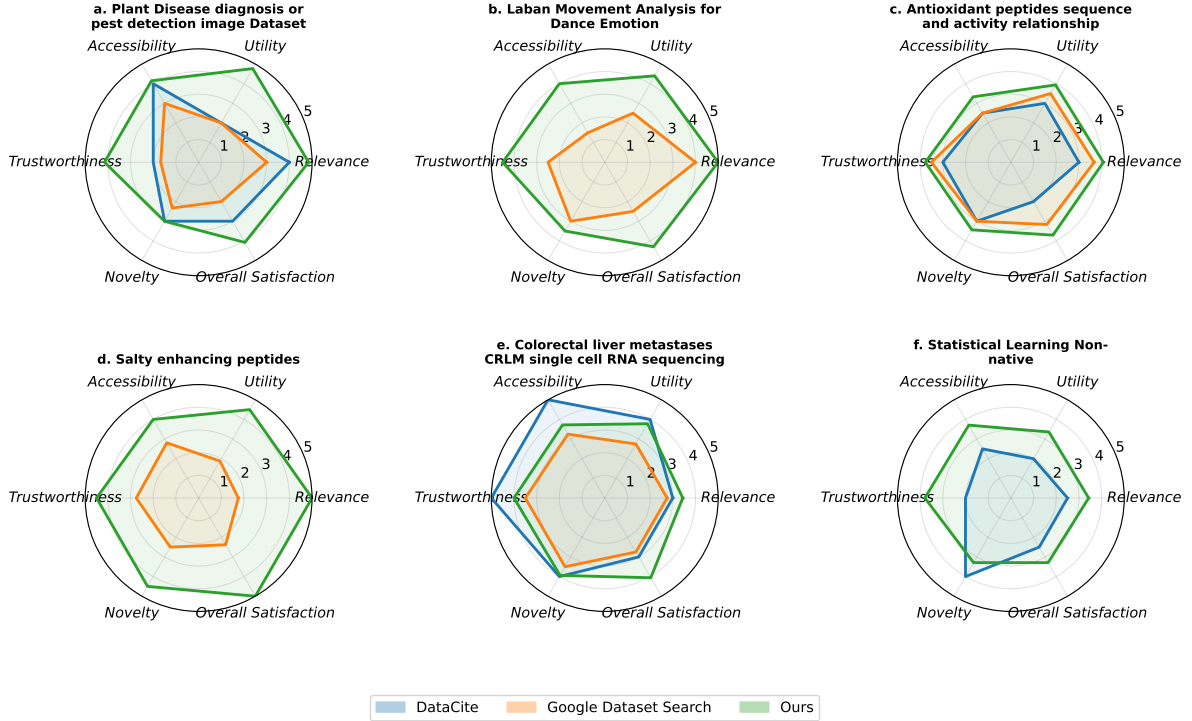 a. Plant Disease diagnosis or
pest detection image Dataset
Accessibility
Utility
Trustworthiness
Relevance
Novelty
Overall Satisfaction
1
2
3
4
5
b. Laban Movement Analysis for
Dance Emotion
Accessibility
Utility
Trustworthiness
Relevance
Novelty
Overall Satisfaction
1
2
3
4
5
c. Antioxidant peptides sequence
and activity relationship
Accessibility
Utility
Trustworthiness
Relevance
Novelty
Overall Satisfaction
1
2
3
4
5
d. Salty enhancing peptides
Accessibility
Utility
Trustworthiness
Relevance
Novelty
Overall Satisfaction
1
2
3
4
5
e. Colorectal liver metastases
CRLM single cell RNA sequencing
Accessibility
Utility
Trustworthiness
Relevance
Novelty
Overall Satisfaction
1
2
3
4
5
f. Statistical Learning Non-
native
Accessibility
Utility
Trustworthiness
Relevance
Novelty
Overall Satisfaction
1
2
3
4
5
DataCite
Google Dataset Search
Ours